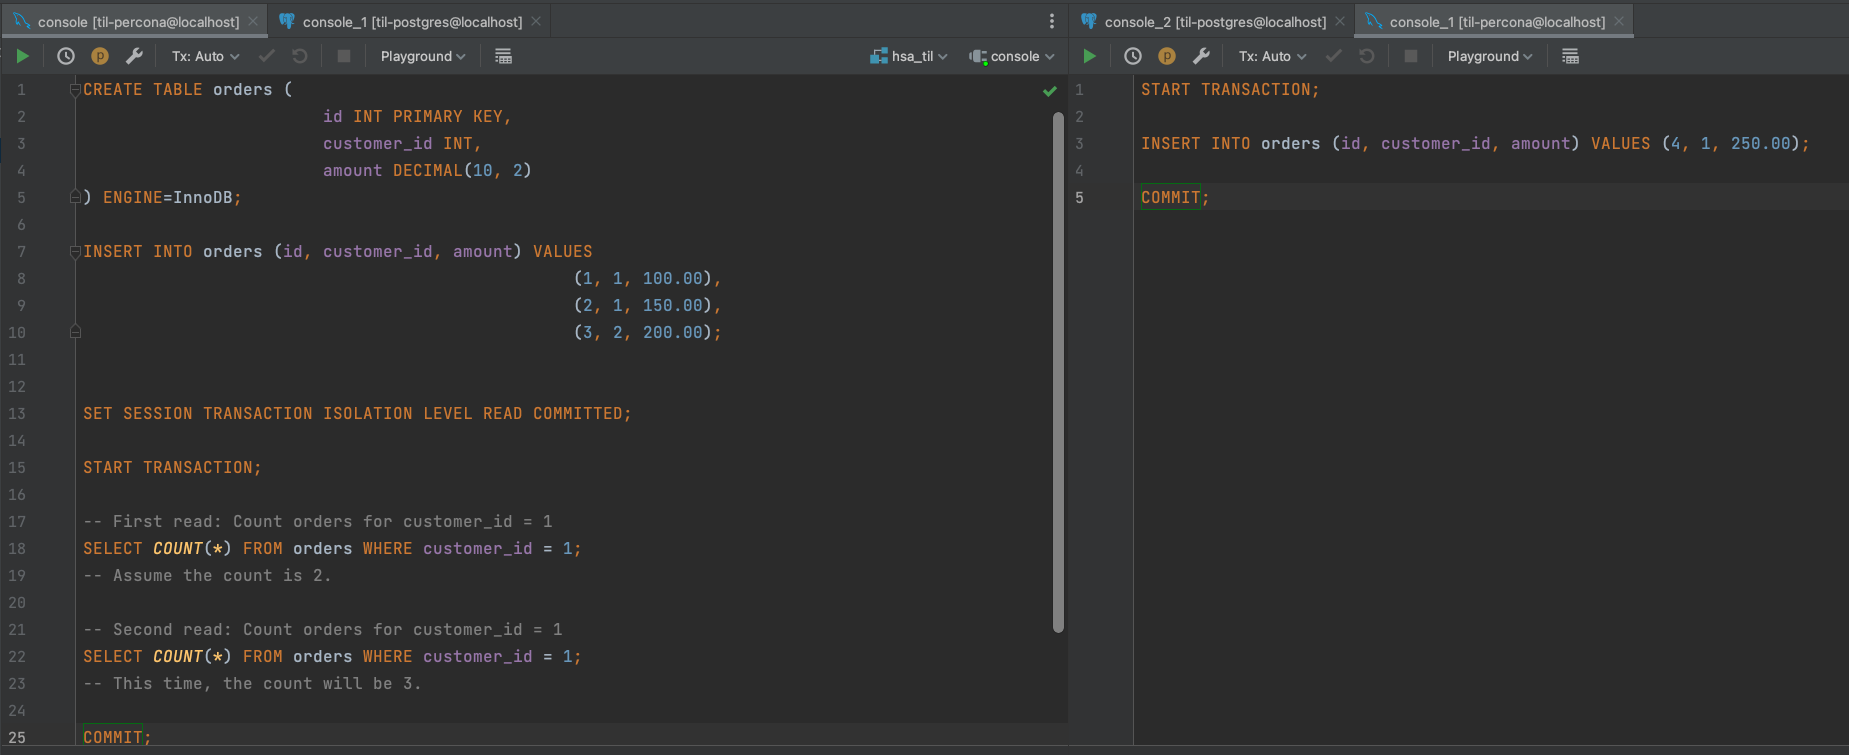 console [til-percona@localhost] console_1 [til-postgres@localhost]
Tx: Auto Playground hsa_til console
1 CREATE TABLE orders (
2 id INT PRIMARY KEY,
3 customer_id INT,
4 amount DECIMAL(10, 2)
5 ) ENGINE=InnoDB;
6
7 INSERT INTO orders (id, customer_id, amount) VALUES
8 (1, 1, 100.00),
9 (2, 1, 150.00),
10 (3, 2, 200.00);
11
12
13 SET SESSION TRANSACTION ISOLATION LEVEL READ COMMITTED;
14
15 START TRANSACTION;
16
17 -- First read: Count orders for customer_id = 1
18 SELECT COUNT(*) FROM orders WHERE customer_id = 1;
19 -- Assume the count is 2.
20
21 -- Second read: Count orders for customer_id = 1
22 SELECT COUNT(*) FROM orders WHERE customer_id = 1;
23 -- This time, the count will be 3.
24
25 COMMIT;
console_2 [til-postgres@localhost] console_1 [til-percona@localhost]
Tx: Auto Playground
1 START TRANSACTION;
2
3 INSERT INTO orders (id, customer_id, amount) VALUES (4, 1, 250.00);
4
5 COMMIT;